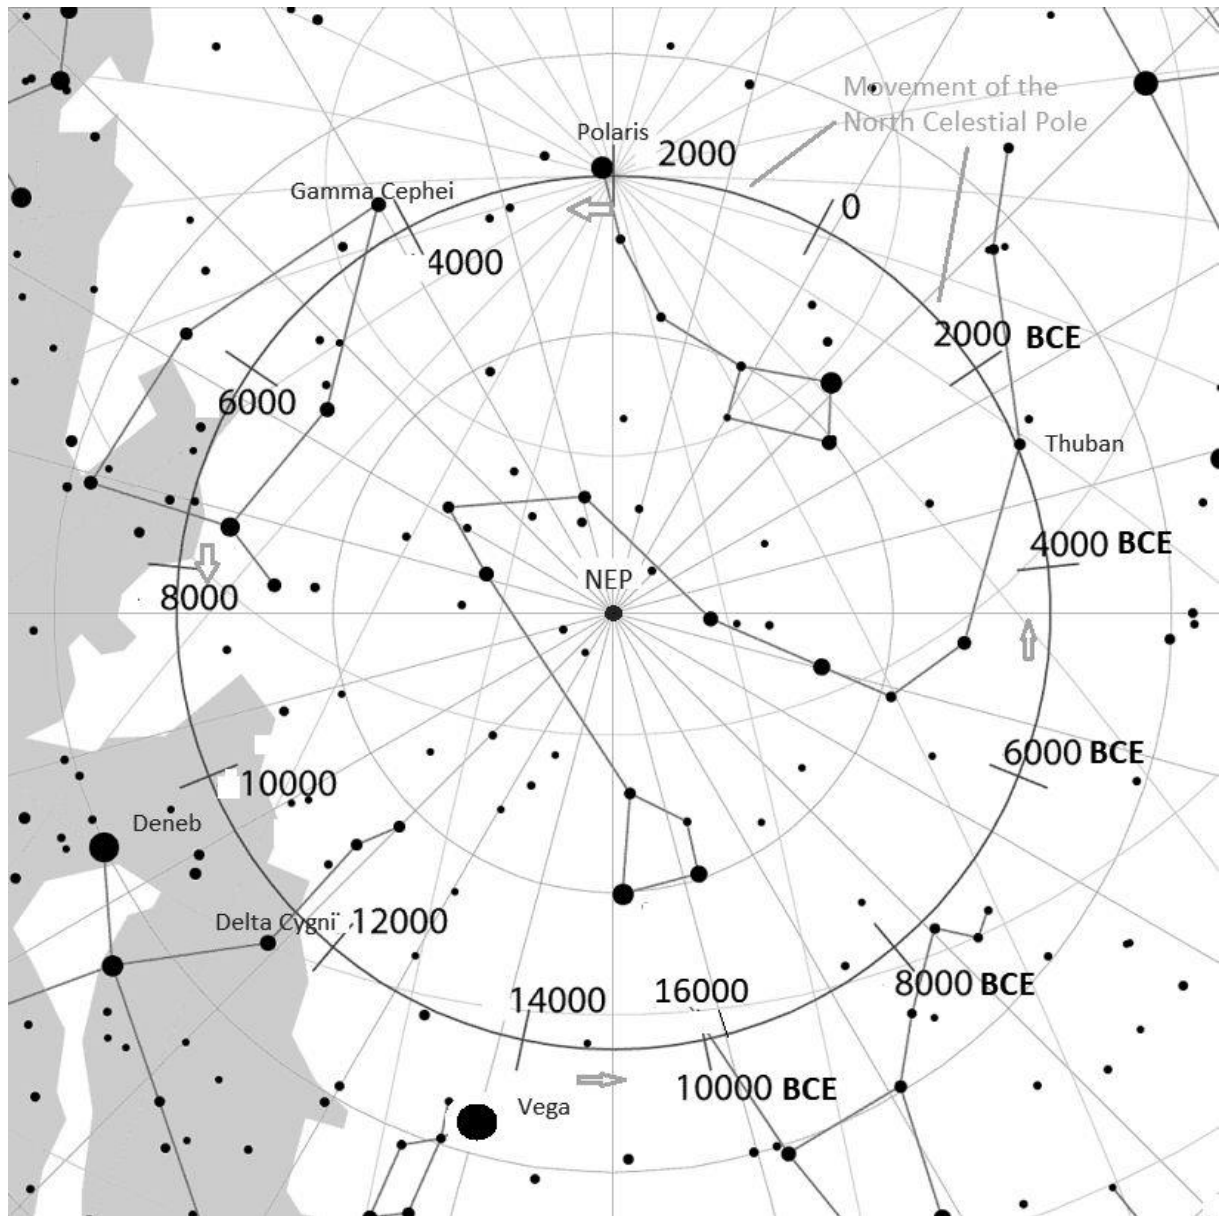 Movement of the
North Celestial Pole
Polaris
2000
Gamma Cephei
0
4000
2000 BCE
6000
Thuban
4000 BCE
NEP
8000
6000 BCE
10000
Deneb
Delta Cygni
12000
8000 BCE
14000
16000
10000 BCE
Vega